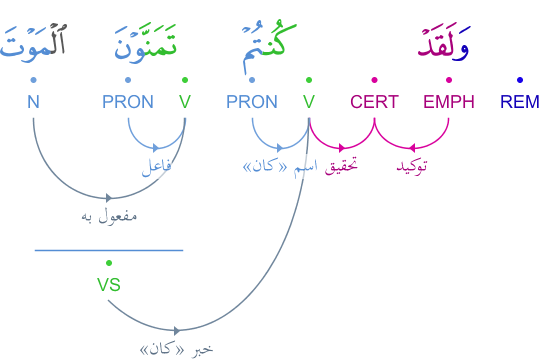 وَلَقَدْ كُنتُمْ تَمَنَّوْنَ ٱلْمَوْتَ
REM EMPH CERT V PRON V PRON N
توكيد تحقيق اسم «كان» فاعل
مفعول به
VS
خبر «كان»